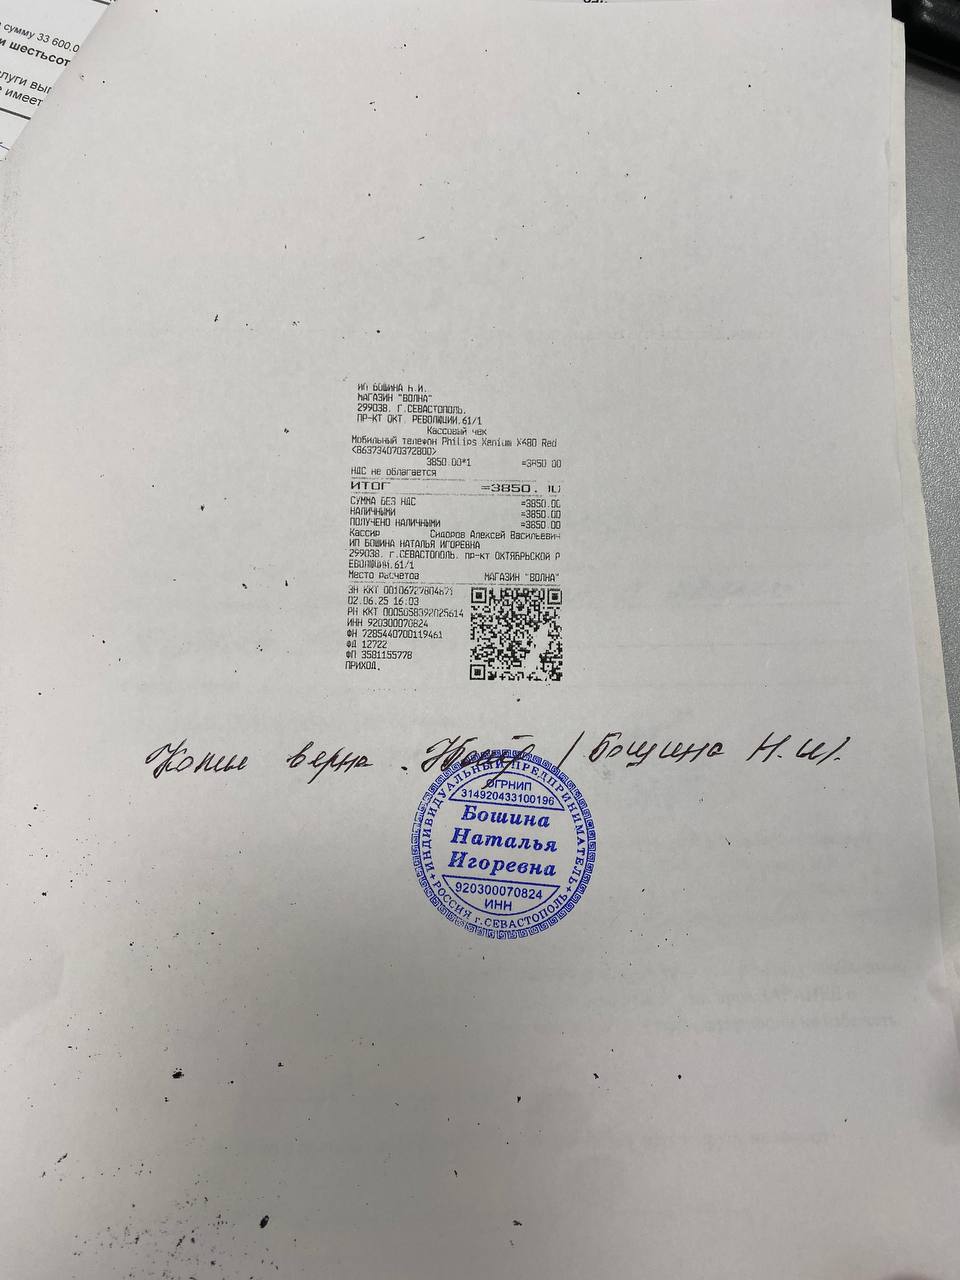 сумму 33 600.0
и шестьсот
луги вып
е имеет
ИП БОШИНА Н.И.
МАГАЗИН "ВОЛНА"
299038, Г.СЕВАСТОПОЛЬ,
ПР-КТ ОКТ. РЕВОЛЮЦИИ,61/1
Кассовый чек
Мобильный телефон Philips Xenium X480 Red
<863734070372800>
3850.00*1 =3850.00
НДС не облагается
ИТОГ =3850.
СУММА БЕЗ НДС =3850.00
НАЛИЧНЫМИ =3850.00
ПОЛУЧЕНО НАЛИЧНЫМИ =3850.00
Кассир Сидоров Алексей Васильевич
ИП БОШИНА НАТАЛЬЯ ИГОРЕВНА
299038, г.СЕВАСТОПОЛЬ, пр-кт ОКТЯБРЬСКОЙ Р
ЕВОЛЮЦИИ,61/1
Место расчетов МАГАЗИН "ВОЛНА"
ЗН ККТ
02.06.25 16:03
РН ККТ 0005058392025614
ИНН 920300070824
ФН 7285440700119461
ФД 12722
ФП 3581155778
ПРИХОД,
Копия верна. / Бошина Н.И.
ИНДИВИДУАЛЬНЫЙ ПРЕДПРИНИМАТЕЛЬ
ОГРНИП
314920433100196
Бошина
Наталья
Игоревна
920300070824
ИНН
РОССИЯ г.СЕВАСТОПОЛЬ